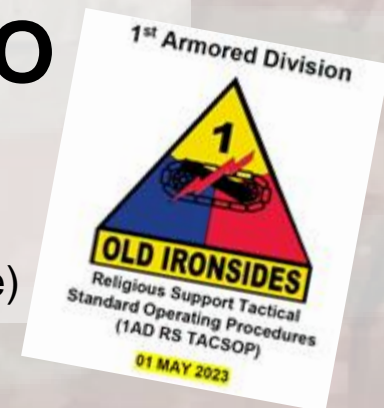 O
1st Armored Division
1
OLD IRONSIDES
e)
Religious Support Tactical
Standard Operating Procedures
(1AD RS TACSOP)
01 MAY 2023